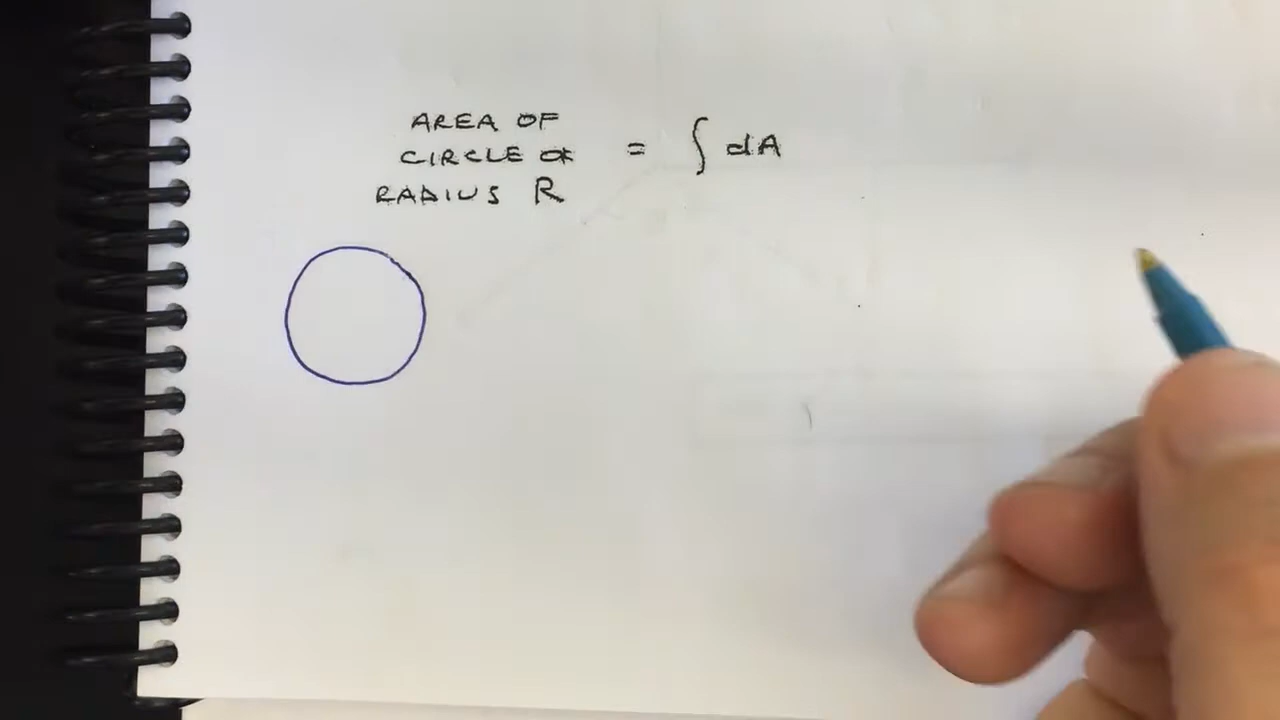 AREA OF
CIRCLE OF
RADIUS R
= ∫ dA